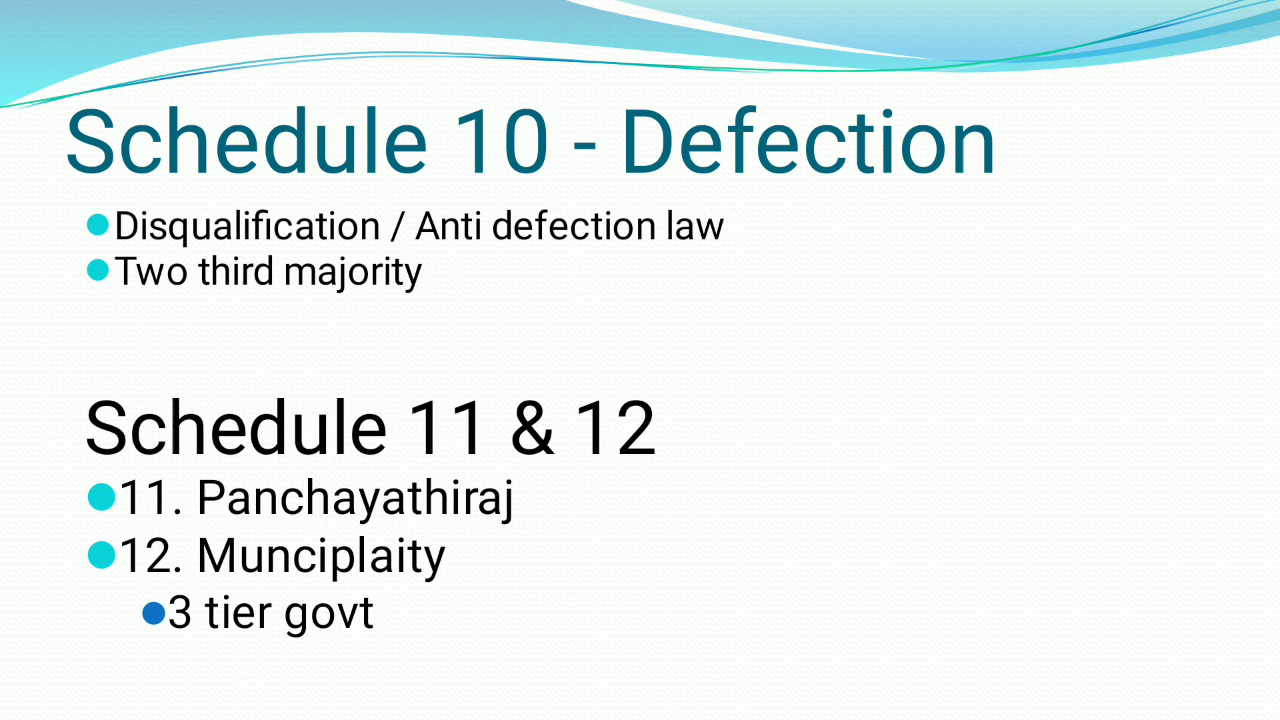 Schedule 10 - Defection
Disqualification / Anti defection law
Two third majority
Schedule 11 & 12
11. Panchayathiraj
12. Munciplaity
3 tier govt